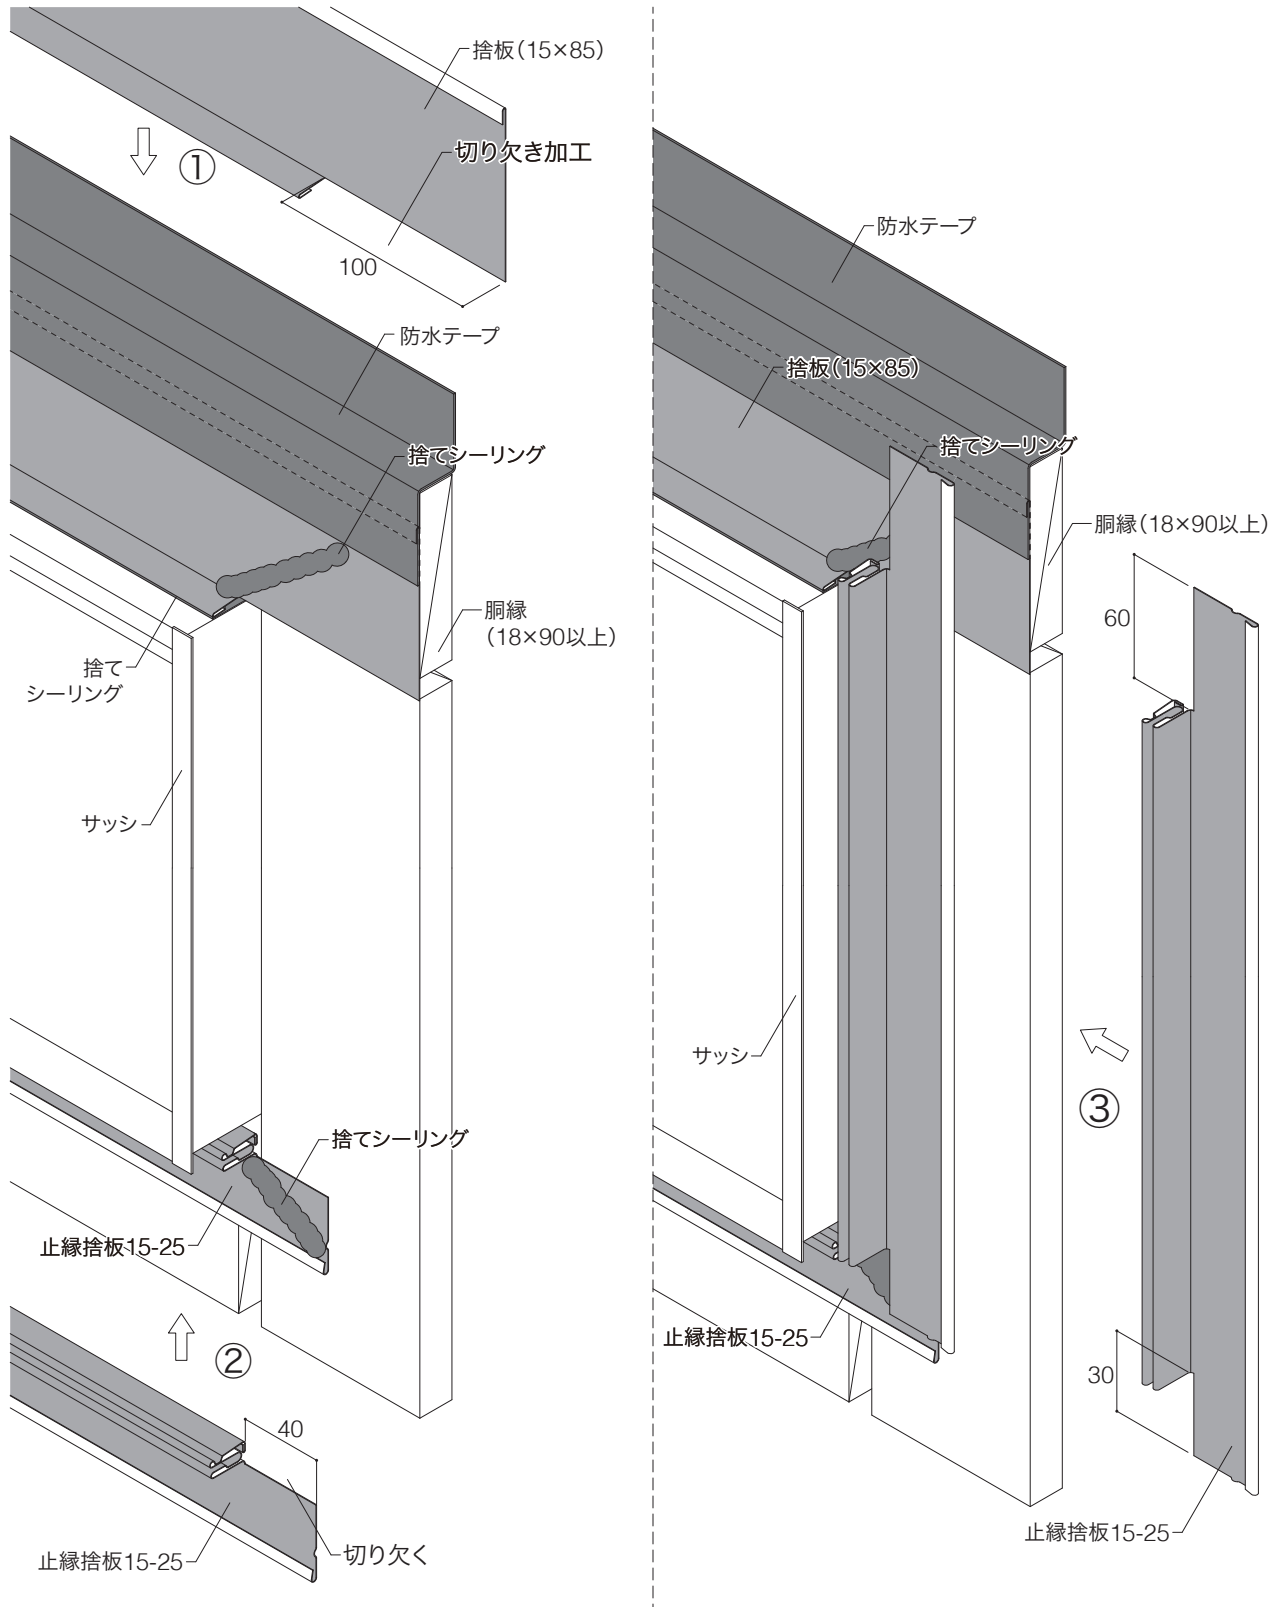 捨板(15×85)
①
切り欠き加工
100
防水テープ
捨てシーリング
胴縁
(18×90以上)
捨て
シーリング
サッシ
捨てシーリング
止縁捨板15-25
②
40
止縁捨板15-25
切り欠く
防水テープ
捨板(15×85)
捨てシーリング
胴縁(18×90以上)
60
サッシ
③
止縁捨板15-25
30
止縁捨板15-25